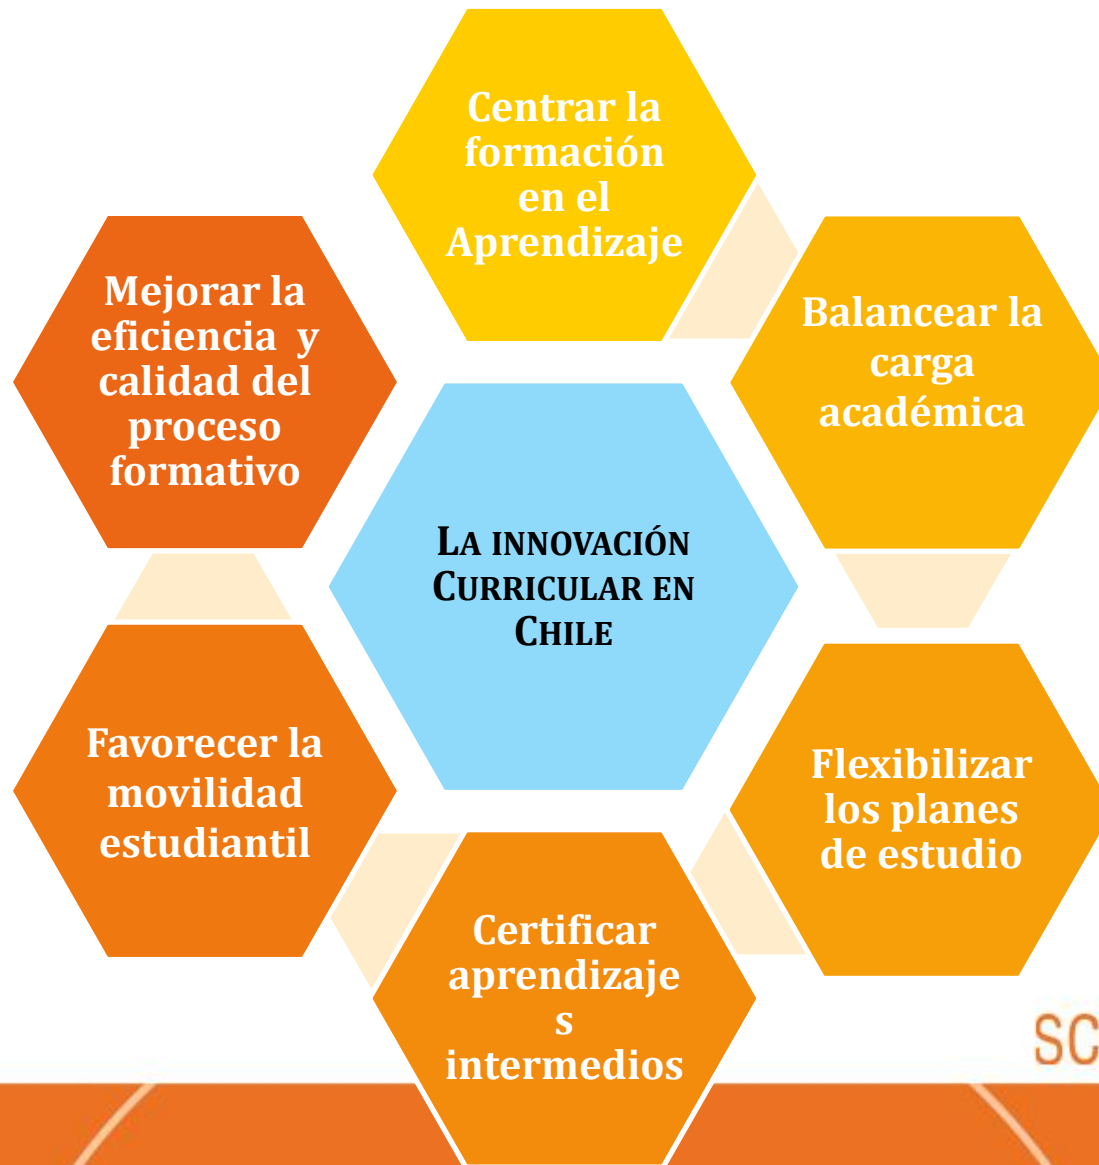 Centrar la
formación
en el
Aprendizaje
Balancear la
carga
académica
Flexibilizar
los planes
de estudio
Certificar
aprendizaje
s
intermedios
Favorecer la
movilidad
estudiantil
Mejorar la
eficiencia y
calidad del
proceso
formativo
LA INNOVACIÓN
CURRICULAR EN
CHILE
SC